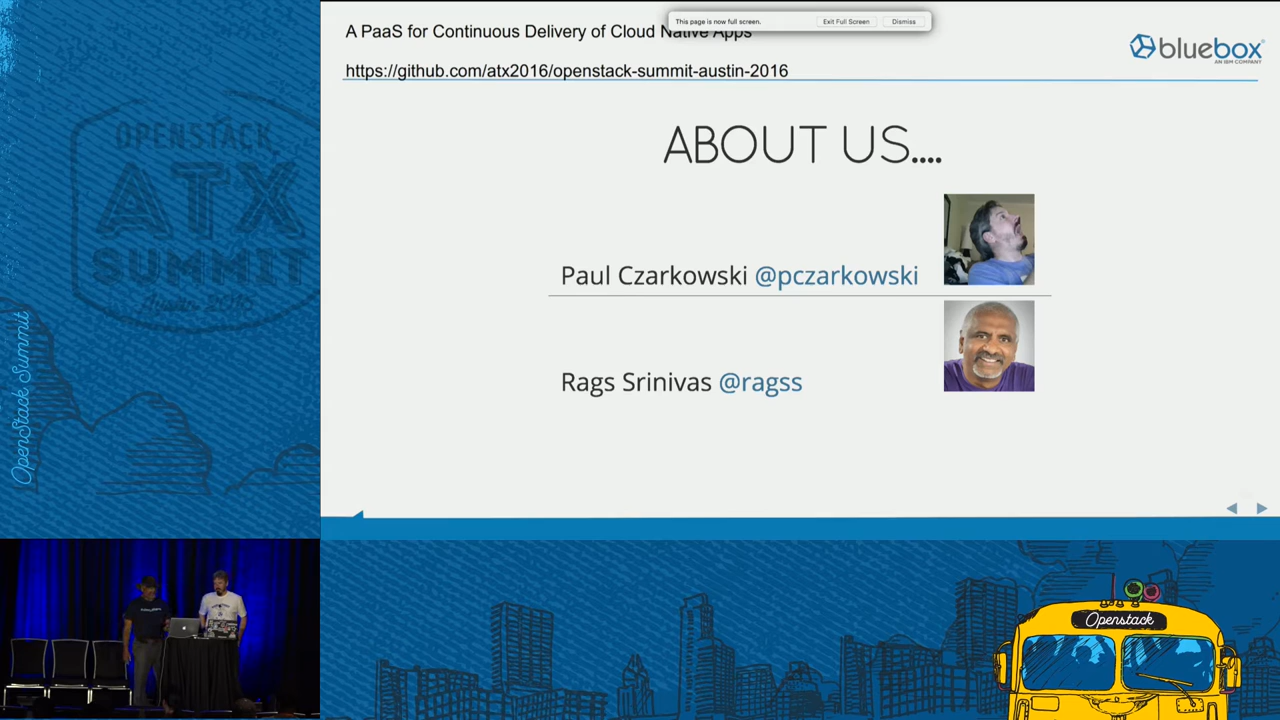 A PaaS for Continuous Delivery of Cloud Native Apps
This page is now full screen.
Exit Full Screen
Dismiss
https://github.com/atx2016/openstack-summit-austin-2016
bluebox
AN IBM COMPANY
ABOUT US....
Paul Czarkowski @pczarkowski
Rags Srinivas @ragss
OPENSTACK
ATX
SUMMIT
Austin 2016
OpenStack Summit
Openstack